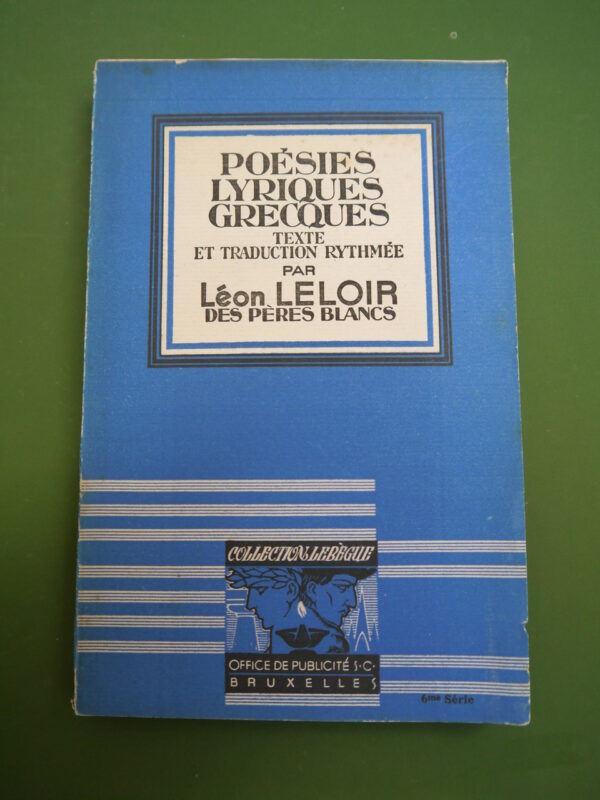 POÉSIES
LYRIQUES
GRECQUES
TEXTE
ET TRADUCTION RYTHMÉE
PAR
Léon LELOIR
DES PÈRES BLANCS
COLLECTION LEBÈGUE
OFFICE DE PUBLICITÉ S·C·
BRUXELLES
6me Série